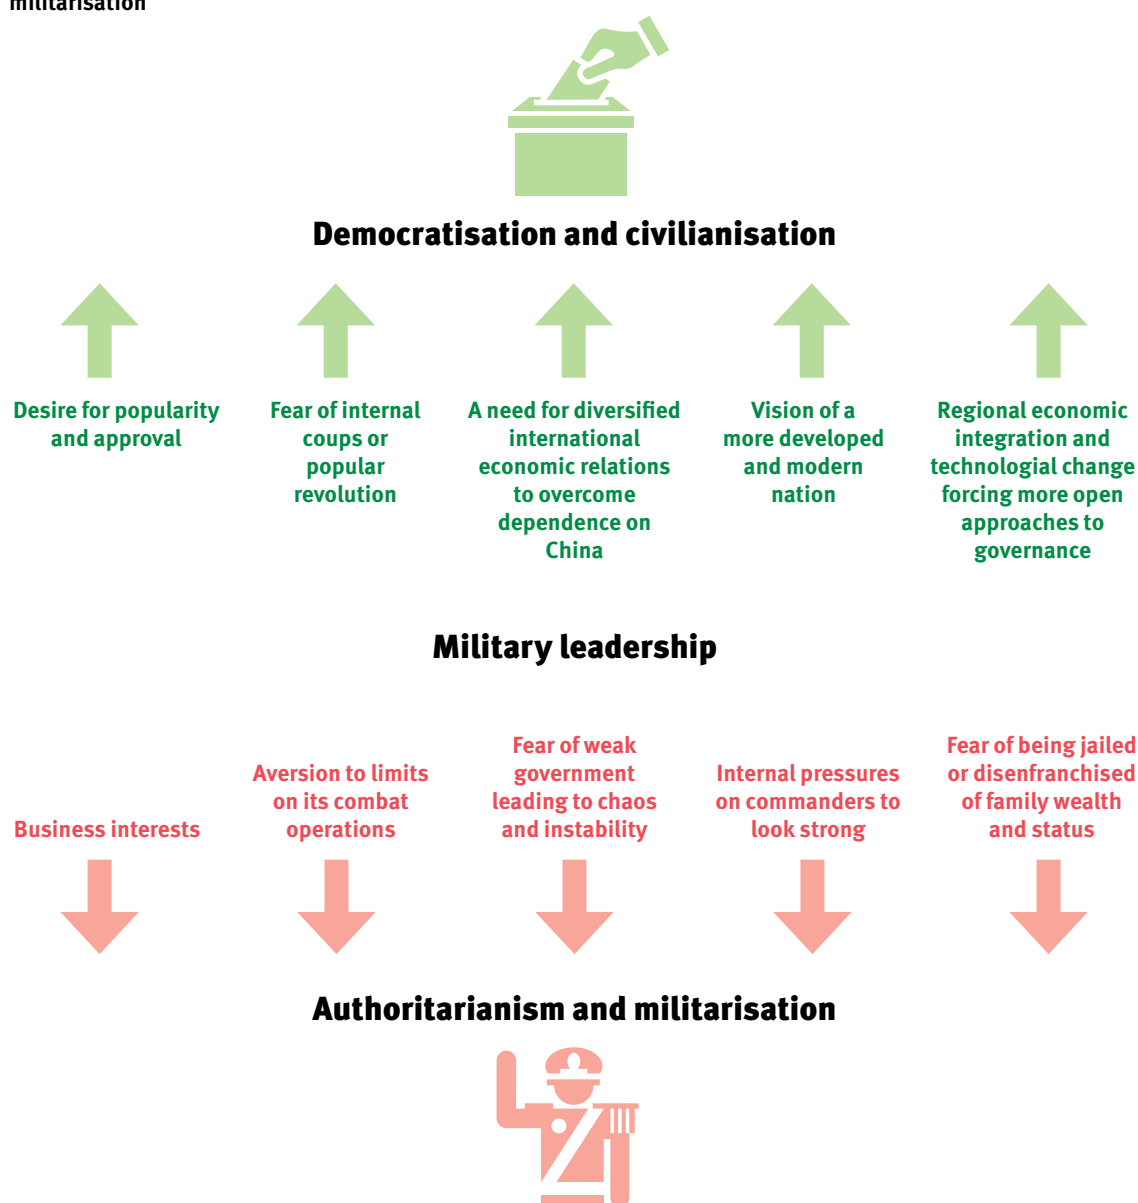 militarisation
Democratisation and civilianisation
Desire for popularity
and approval
Fear of internal
coups or
popular
revolution
A need for diversified
international
economic relations
to overcome
dependence on
China
Vision of a
more developed
and modern
nation
Regional economic
integration and
technologial change
forcing more open
approaches to
governance
Military leadership
Business interests
Aversion to limits
on its combat
operations
Fear of weak
government
leading to chaos
and instability
Internal pressures
on commanders to
look strong
Fear of being jailed
or disenfranchised
of family wealth
and status
Authoritarianism and militarisation